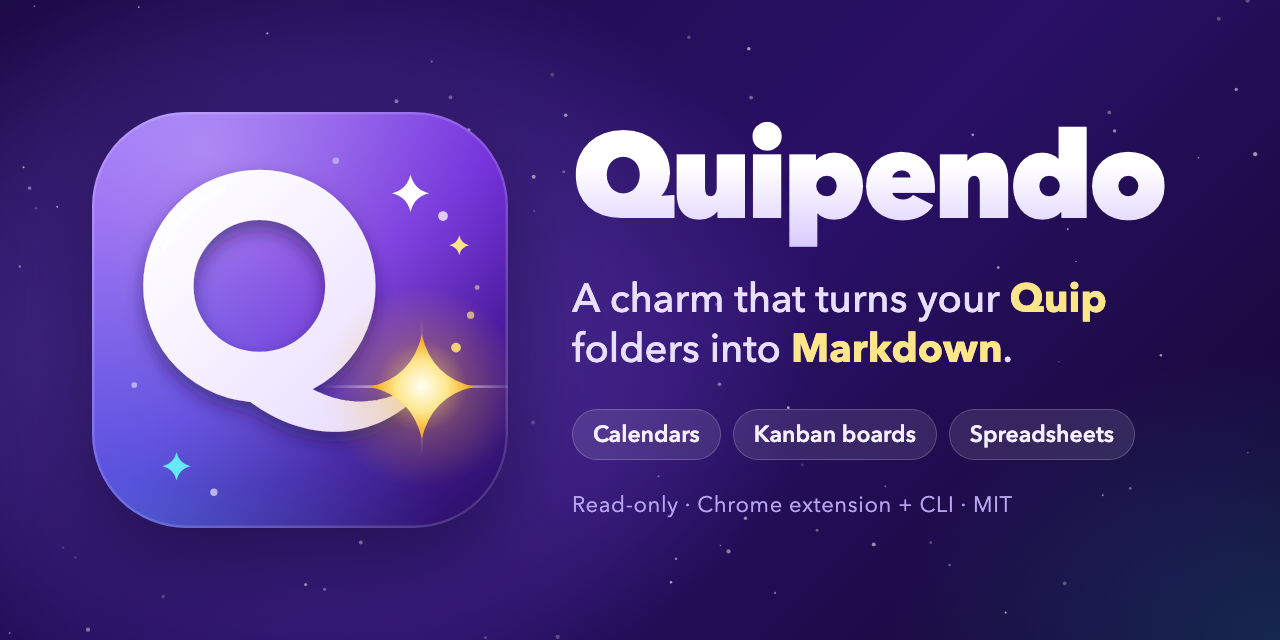 Q
Quipendo
A charm that turns your Quip
folders into Markdown.
Calendars
Kanban boards
Spreadsheets
Read-only · Chrome extension + CLI · MIT